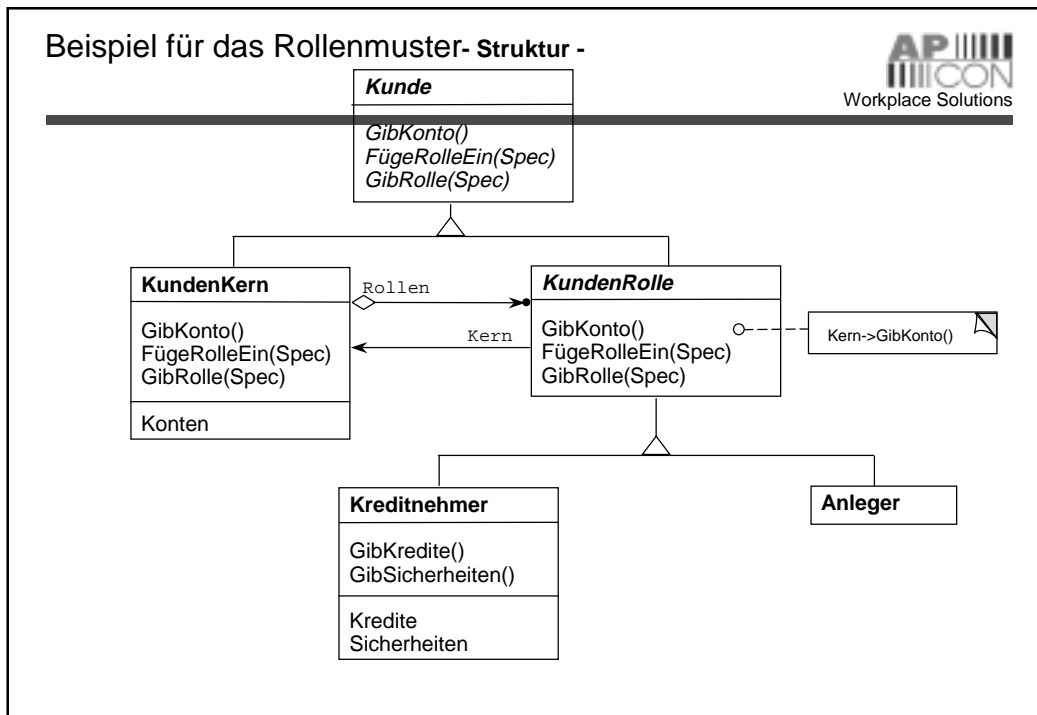 Beispiel für das Rollenmuster- Struktur -
AP
CON
Workplace Solutions
Kunde
GibKonto()
FügeRolleEin(Spec)
GibRolle(Spec)
KundenKern
GibKonto()
FügeRolleEin(Spec)
GibRolle(Spec)
Konten
Rollen
Kern
KundenRolle
GibKonto()
FügeRolleEin(Spec)
GibRolle(Spec)
Kern->GibKonto()
Kreditnehmer
GibKredite()
GibSicherheiten()
Kredite
Sicherheiten
Anleger